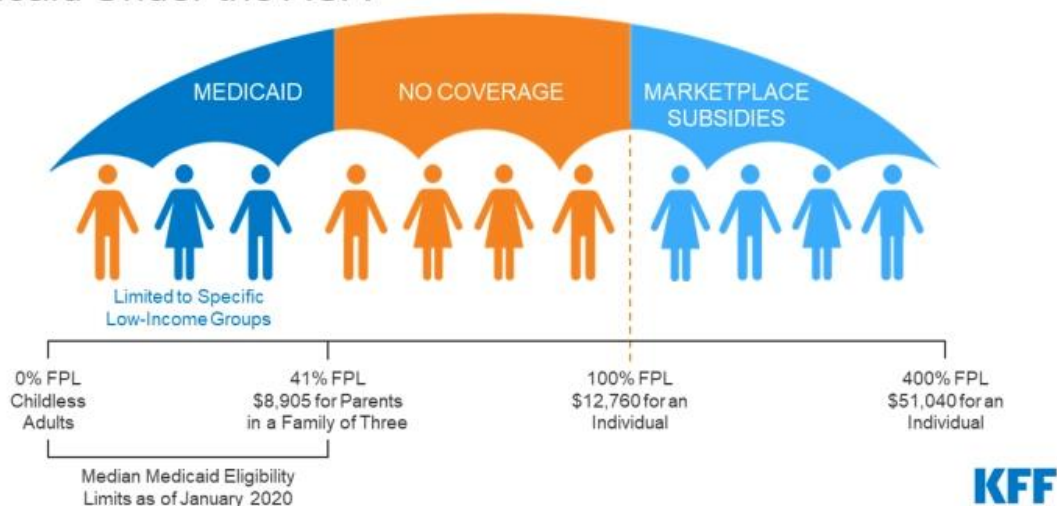 MEDICAID
NO COVERAGE
MARKETPLACE
SUBSIDIES
Limited to Specific
Low-Income Groups
0% FPL
Childless
Adults
41% FPL
$8,905 for Parents
in a Family of Three
100% FPL
$12,760 for an
Individual
400% FPL
$51,040 for an
Individual
Median Medicaid Eligibility
Limits as of January 2020
KFF